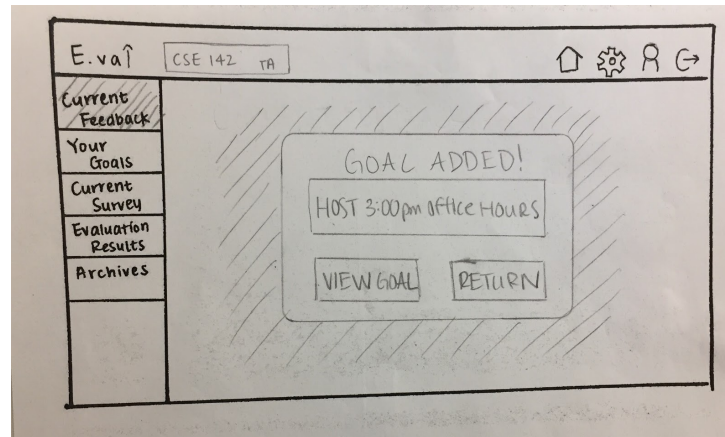 E.vaî
CSE 142 TA
Current
Feedback
Your
Goals
Current
Survey
Evaluation
Results
Archives
GOAL ADDED!
HOST 3:00pm office HOURS
VIEW GOAL
RETURN